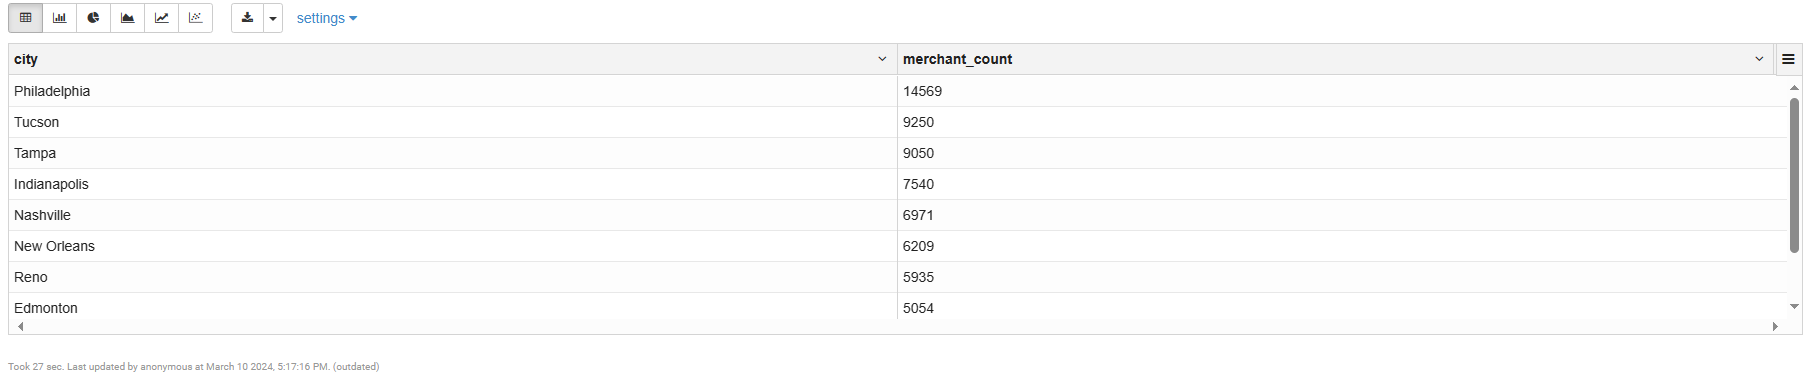 settings
city merchant_count
Philadelphia 14569
Tucson 9250
Tampa 9050
Indianapolis 7540
Nashville 6971
New Orleans 6209
Reno 5935
Edmonton 5054
Took 27 sec. Last updated by anonymous at March 10 2024, 5:17:16 PM. (outdated)